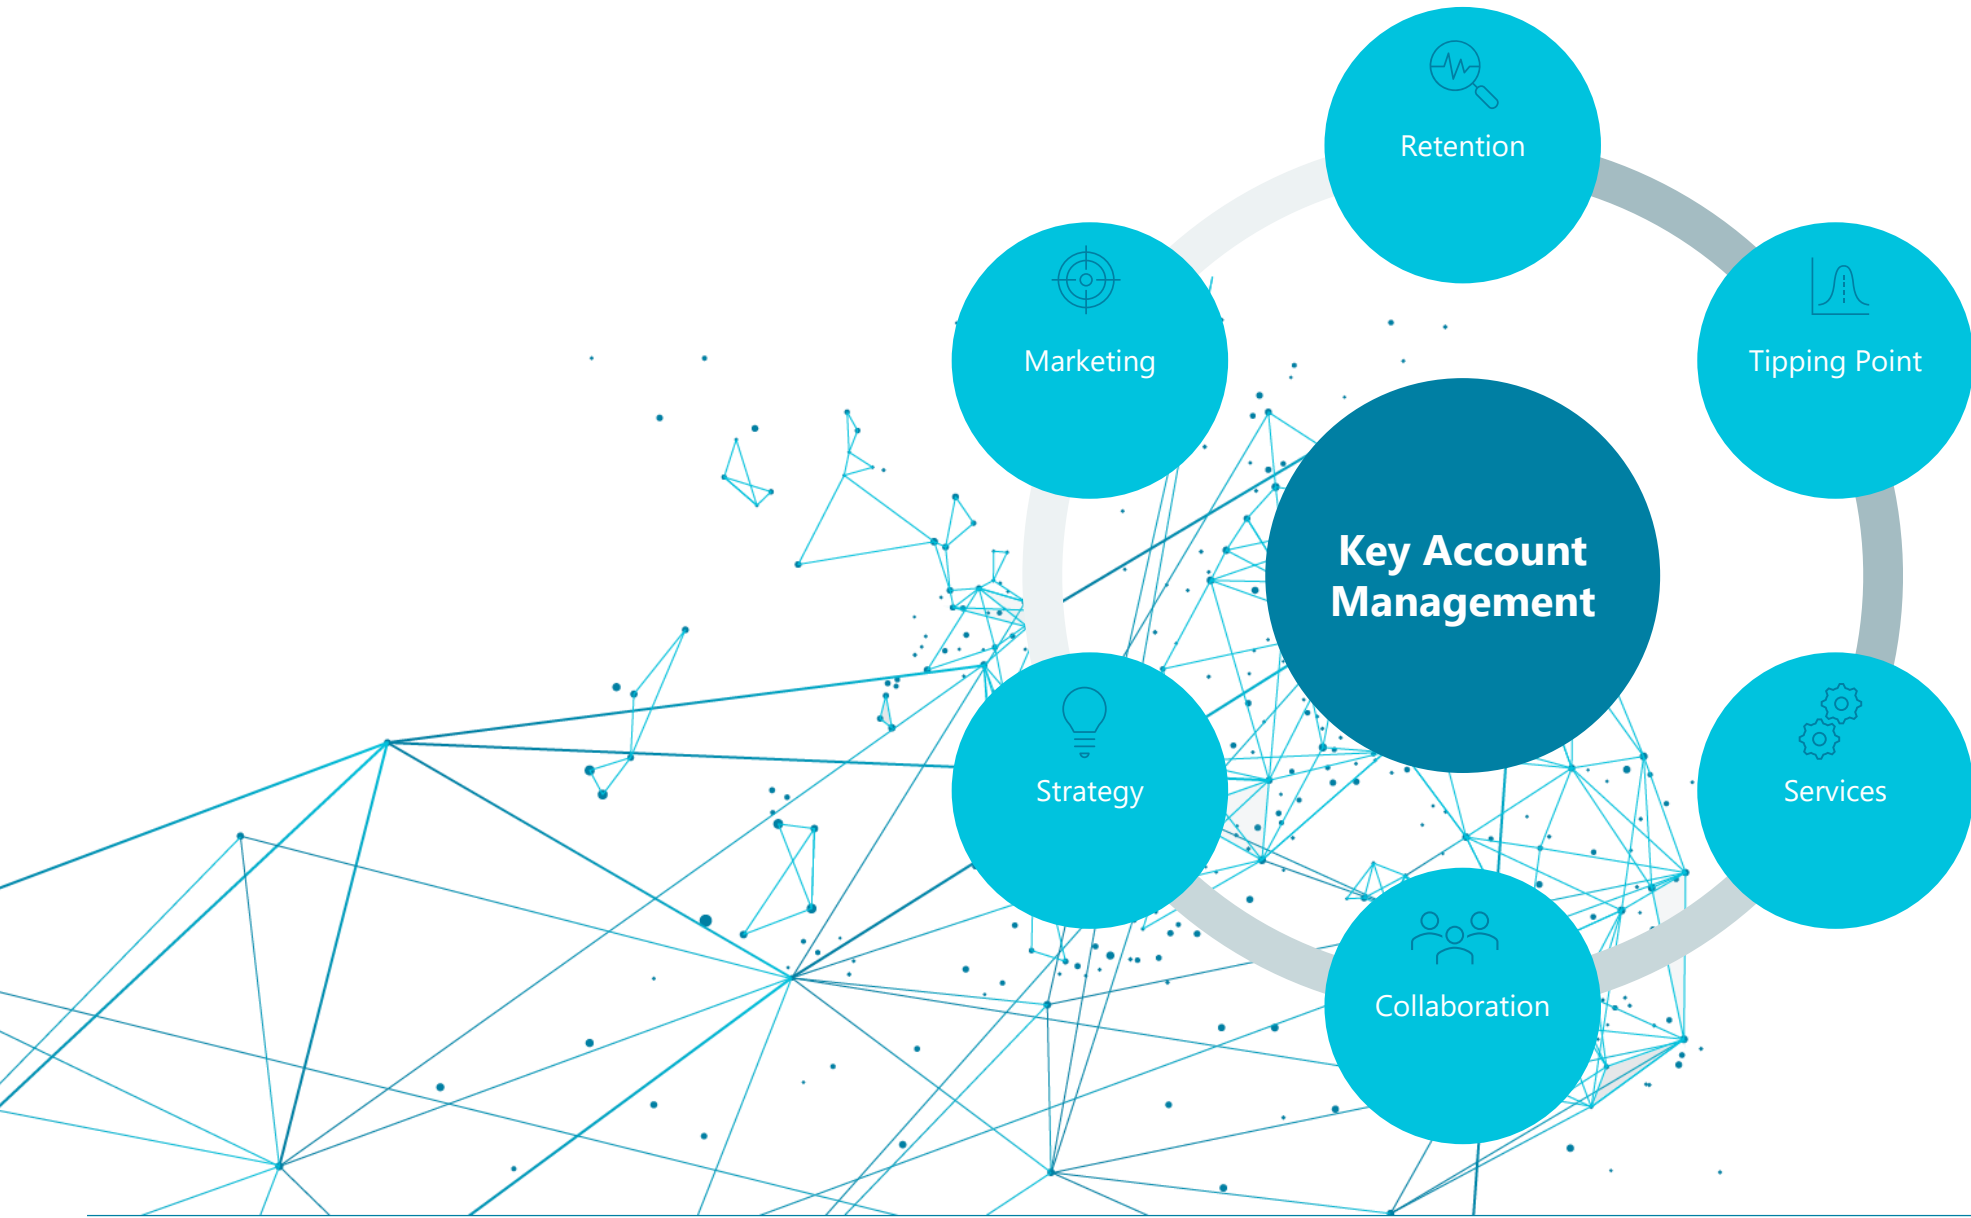 Retention
Marketing
Tipping Point
Key Account
Management
Strategy
Services
Collaboration